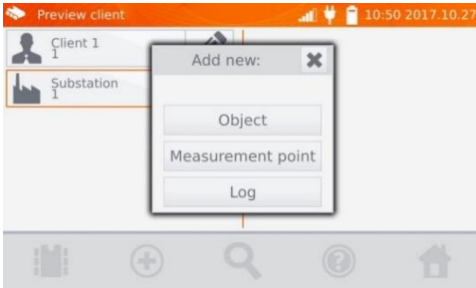 Preview client
10:50 2017.10.27
Client 1
1
Substation
1
Add new:
Object
Measurement point
Log